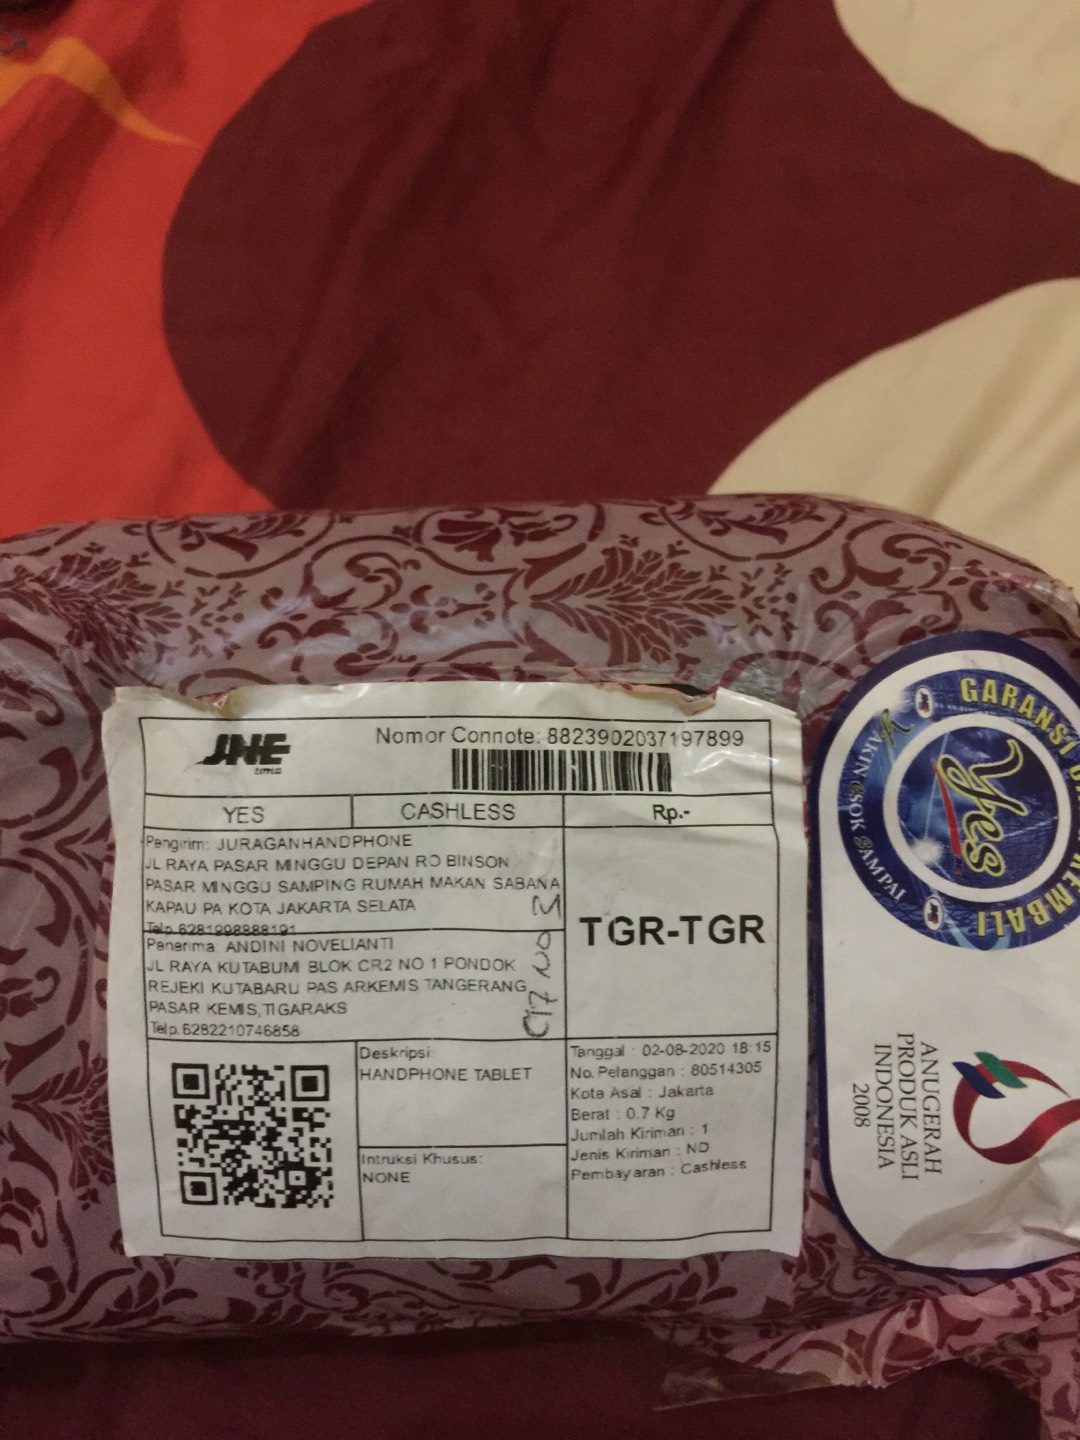 JNE
Nomor Connote: 8823902037197899
YES
CASHLESS
Rp.-
Pengirim: JURAGANHANDPHONE
JL RAYA PASAR MINGGU DEPAN RO BINSON
PASAR MINGGU SAMPING RUMAH MAKAN SABANA
KAPAU PA KOTA JAKARTA SELATA
Telp. 6281998888191
Penerima: ANDINI NOVELIANTI
JL RAYA KUTABUMI BLOK CR2 NO 1 PONDOK
REJEKI KUTABARU PAS ARKEMIS TANGERANG
PASAR KEMIS,TIGARAKS
Telp. 6282210746858
TGR-TGR
Deskripsi:
HANDPHONE TABLET
Intruksi Khusus:
NONE
Tanggal : 02-08-2020 18:15
No. Pelanggan : 80514305
Kota Asal : Jakarta
Berat : 0.7 Kg
Jumlah Kiriman : 1
Jenis Kiriman : ND
Pembayaran : Cashless
GARANSI
KEMBALI
Yes
YAKIN ESOK SAMPAI
ANUGERAH
PRODUK ASLI
INDONESIA
2008